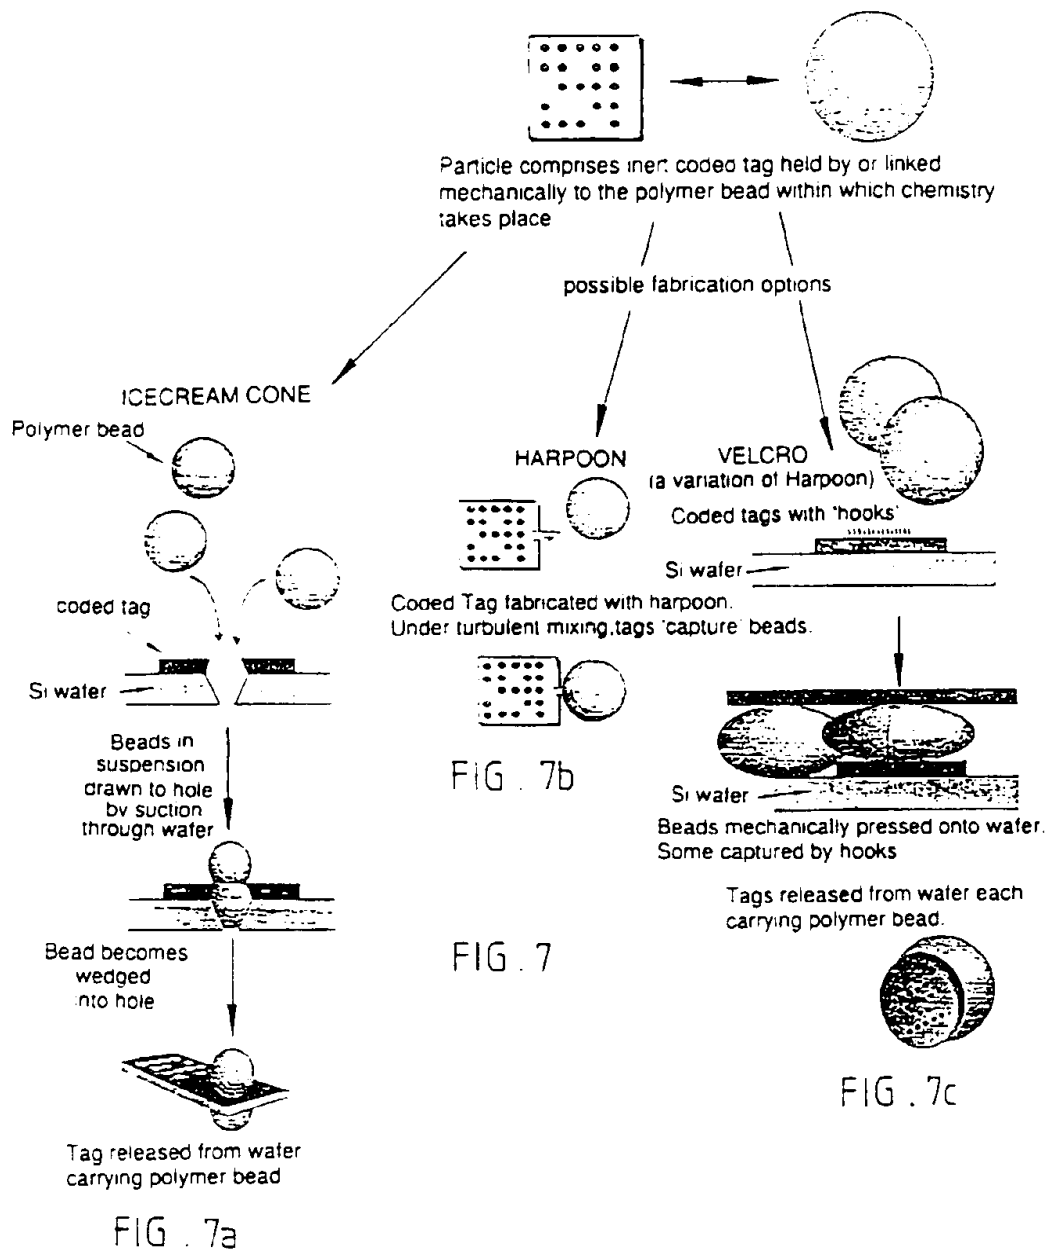 Particle comprises inert coded tag held by or linked
mechanically to the polymer bead within which chemistry
takes place
possible fabrication options
ICECREAM CONE
Polymer bead
coded tag
Si wafer
Beads in
suspension
drawn to hole
by suction
through wafer
Bead becomes
wedged
into hole
Tag released from wafer
carrying polymer bead
FIG. 7a
HARPOON
Coded Tag fabricated with harpoon.
Under turbulent mixing,tags 'capture' beads.
FIG. 7b
FIG. 7
VELCRO
(a variation of Harpoon)
Coded tags with 'hooks'
Si wafer
Si wafer
Beads mechanically pressed onto wafer.
Some captured by hooks
Tags released from wafer each
carrying polymer bead.
FIG. 7c